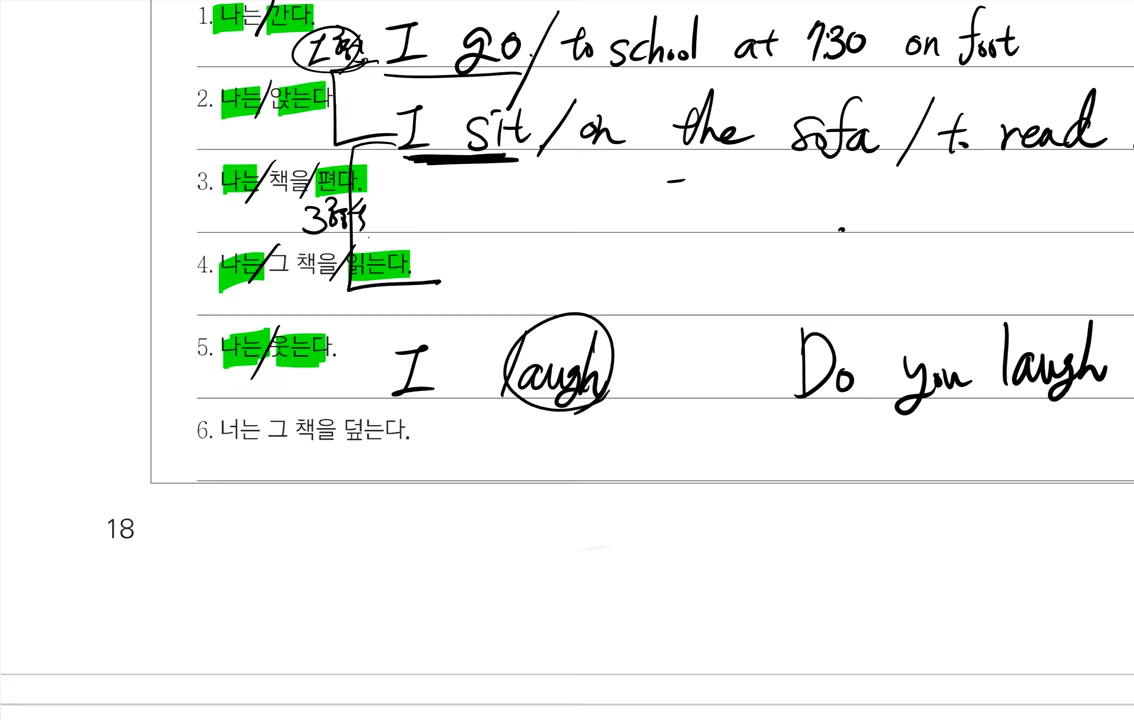 1. 나는/간다.
1형식 I go / to school at 730 on foot
2. 나는/앉는다
I sit / on the sofa / to read
3. 나는/책을/편다.
3형식
4. 나는/그 책을/읽는다.
5. 나는/웃는다. I laugh Do you laugh
6. 너는 그 책을 덮는다.
18